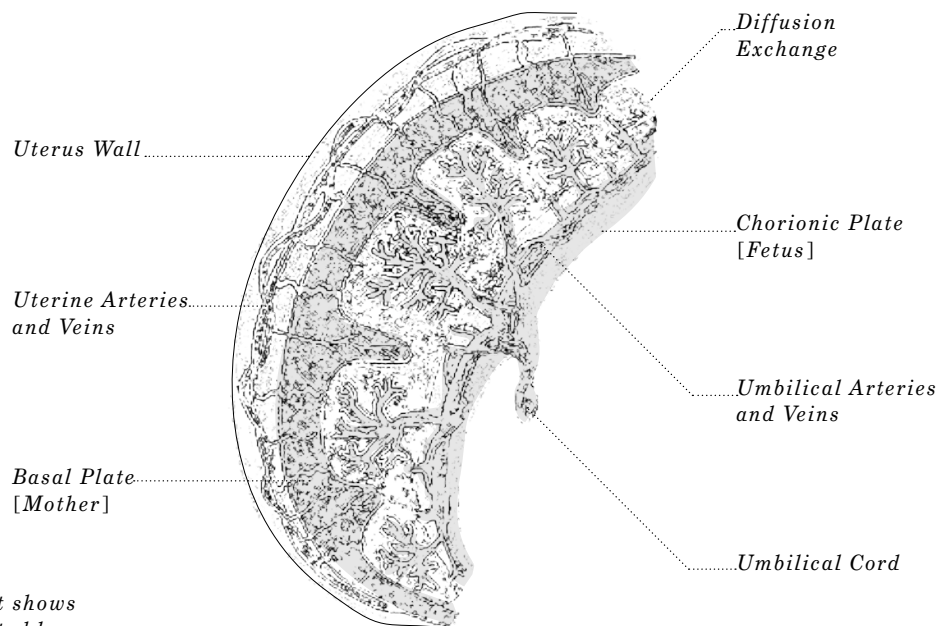 Diffusion
Exchange
Uterus Wall
Chorionic Plate
[Fetus]
Uterine Arteries
and Veins
Umbilical Arteries
and Veins
Basal Plate
[Mother]
Umbilical Cord
t shows